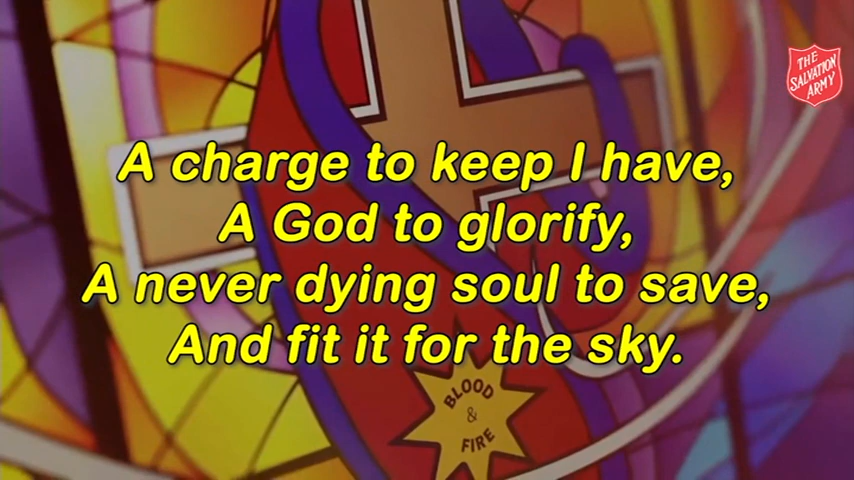 THE
SALVATION
ARMY
A charge to keep I have,
A God to glorify,
A never dying soul to save,
And fit it for the sky.
BLOOD
&
FIRE